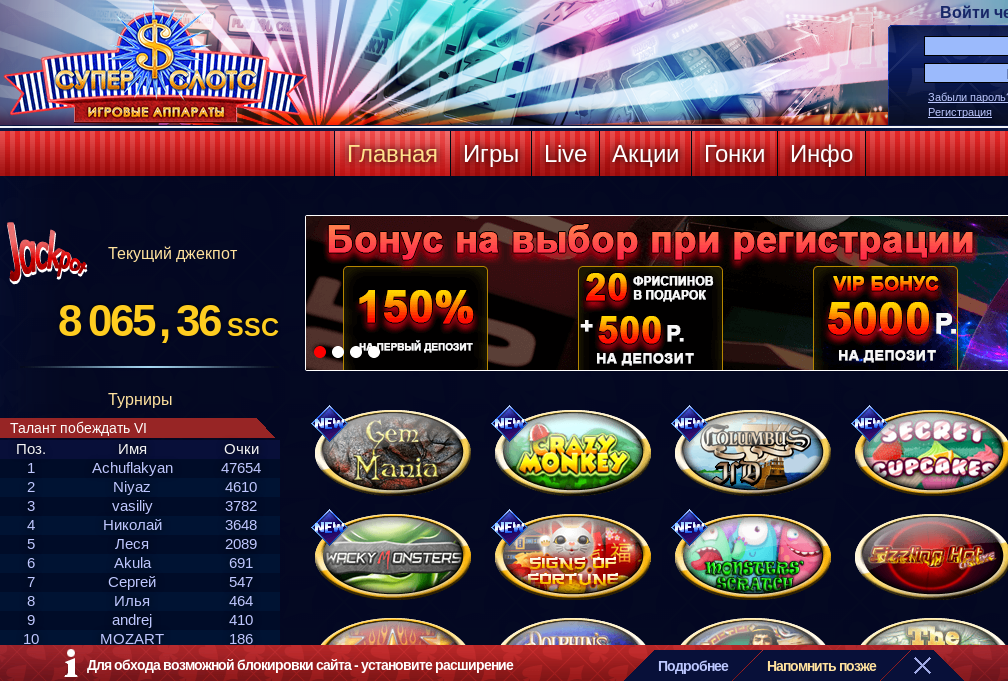 Войти че
$
СУПЕР СЛОТС
ИГРОВЫЕ АППАРАТЫ
Забыли пароль?
Регистрация
Главная Игры Live Акции Гонки Инфо
Jackpot
Текущий джекпот
8 065,36 SSC
Турниры
Талант побеждать VI
Поз. Имя Очки
1 Achuflakyan 47654
2 Niyaz 4610
3 vasiliy 3782
4 Николай 3648
5 Леся 2089
6 Akula 691
7 Сергей 547
8 Илья 464
9 andrej 410
10 MOZART 186
Бонус на выбор при регистрации
150%
НА ПЕРВЫЙ ДЕПОЗИТ
20 ФРИСПИНОВ
В ПОДАРОК
+500 Р.
НА ДЕПОЗИТ
VIP БОНУС
5000 Р.
НА ДЕПОЗИТ
NEW
Gem
Mania
NEW
CRAZY
MONKEY
NEW
COLUMBUS
TD
NEW
SECRET
CUPCAKES
NEW
WACKY MONSTERS
NEW
SIGNS OF
FORTUNE
福
NEW
MONSTERS'
SCRATCH
Sizzling Hot
deluxe
DOLPHIN'S
The
Для обхода возможной блокировки сайта - установите расширение
Подробнее
Напомнить позже